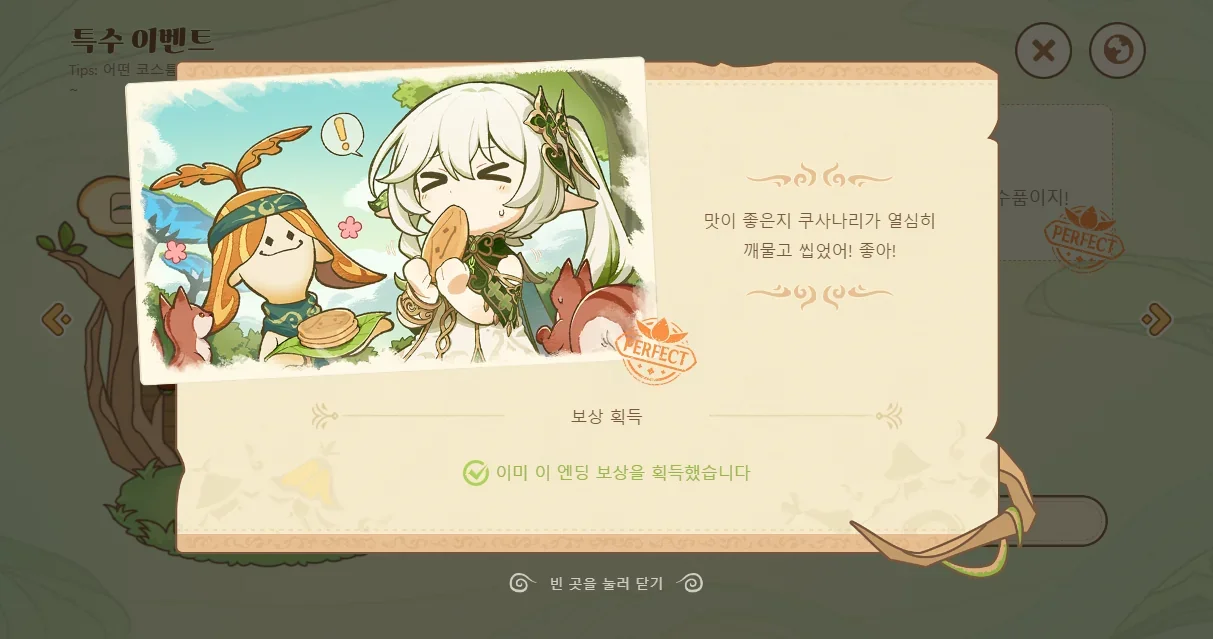 특수 이벤트
Tips: 어떤 코스튬
~
수품이지!
PERFECT
맛이 좋은지 쿠사나리가 열심히
깨물고 씹었어! 좋아!
PERFECT
보상 획득
이미 이 엔딩 보상을 획득했습니다
빈 곳을 눌러 닫기